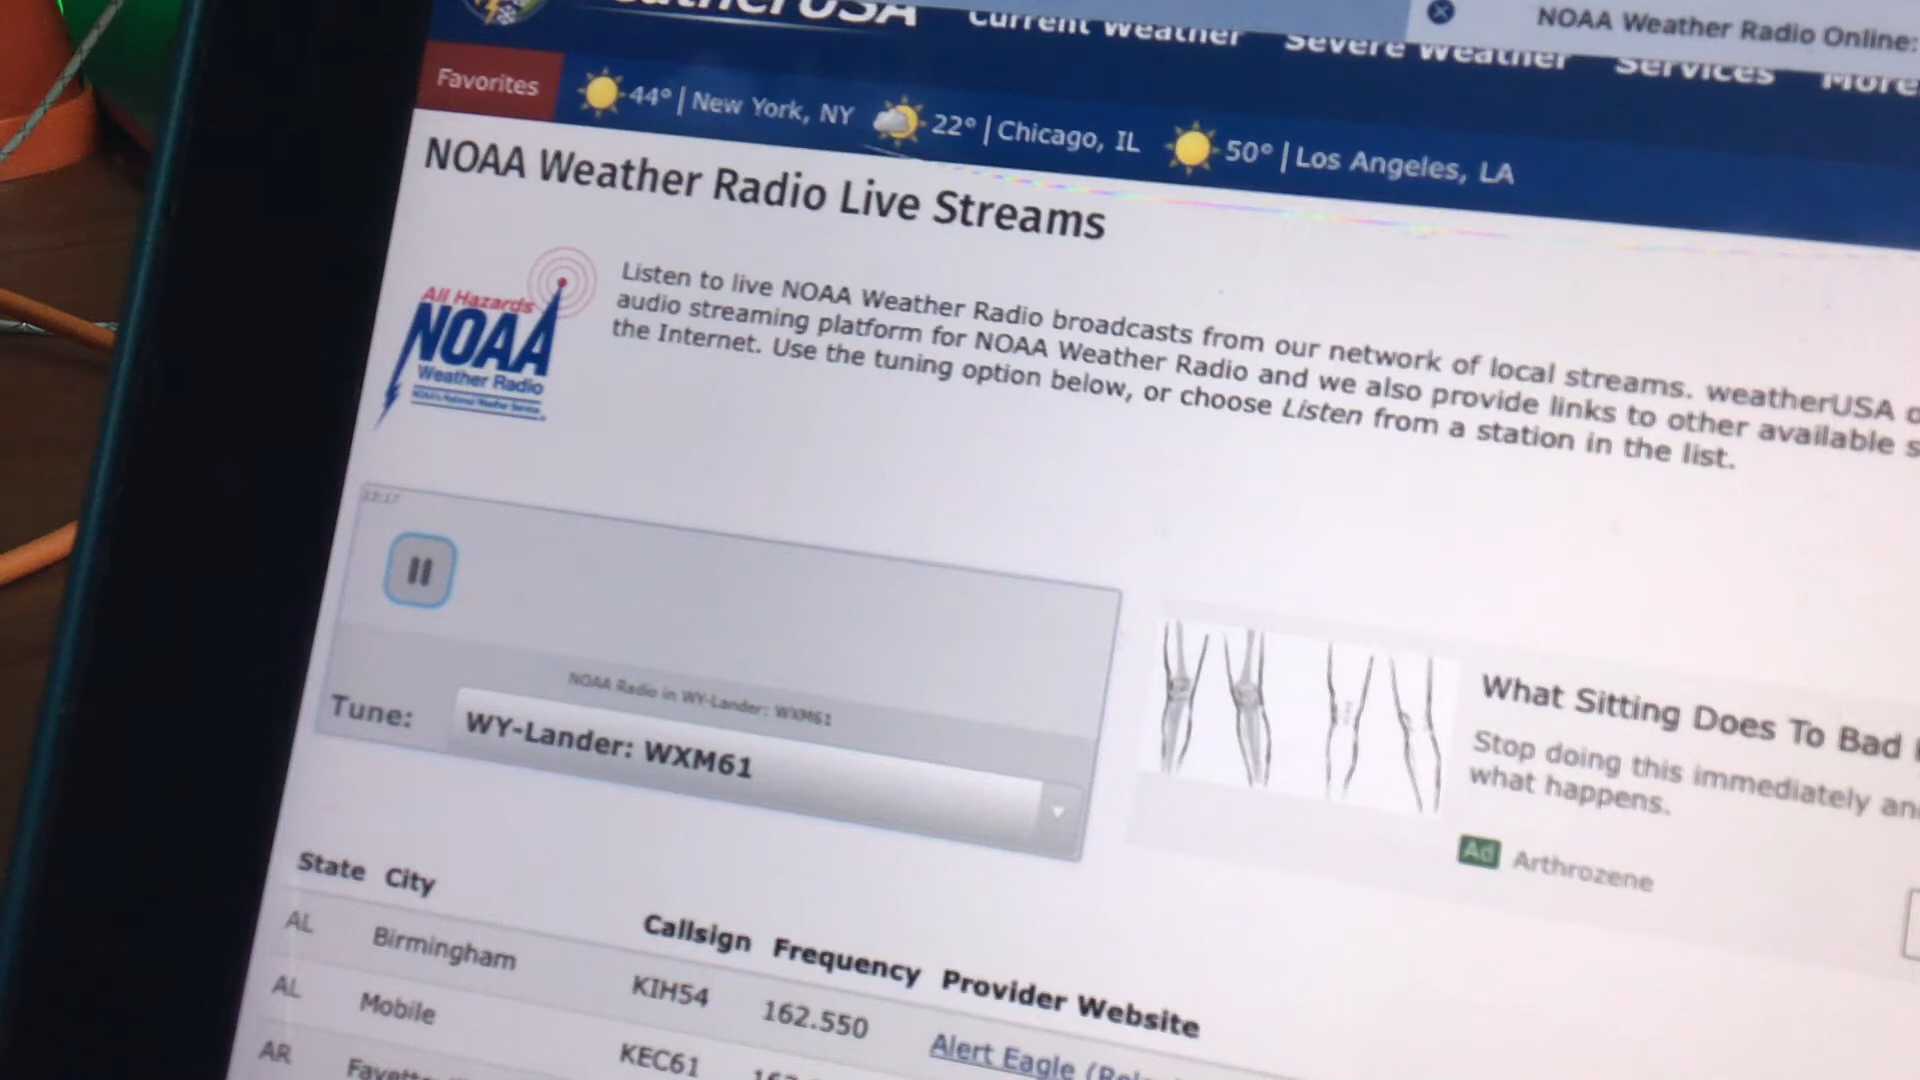 NOAA Weather Radio Online:
Current Weather Severe Weather Services More
Favorites 44° | New York, NY 22° | Chicago, IL 50° | Los Angeles, LA
NOAA Weather Radio Live Streams
All Hazards
NOAA
Weather Radio
Listen to live NOAA Weather Radio broadcasts from our network of local streams. weatherUSA
audio streaming platform for NOAA Weather Radio and we also provide links to other available
the Internet. Use the tuning option below, or choose Listen from a station in the list.
NOAA Radio in WY-Lander: WXM61
Tune: WY-Lander: WXM61
What Sitting Does To Bad
Stop doing this immediately
what happens.
Ad Arthrozene
State City Callsign Frequency Provider Website
AL Birmingham KIH54 162.550 Alert Eagle
AL Mobile KEC61
AR